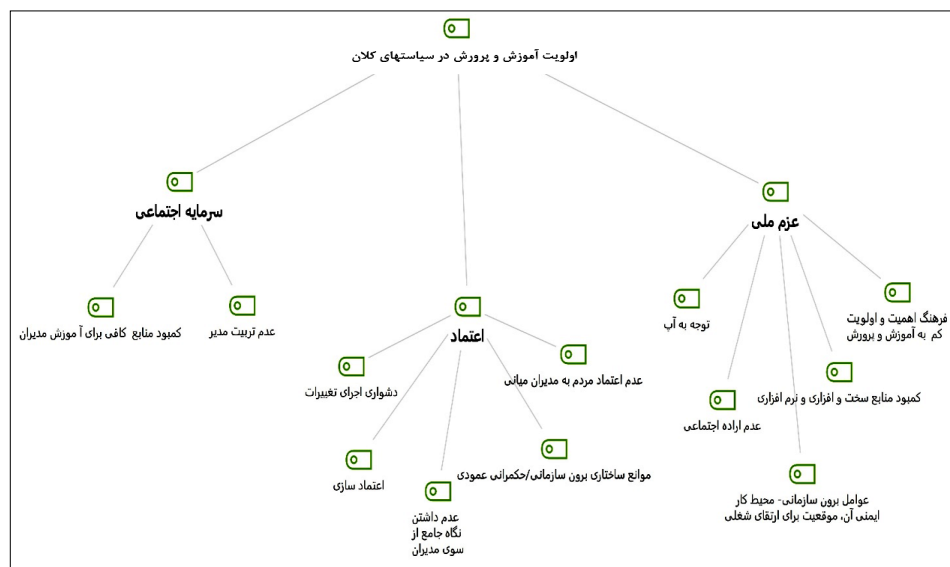 اولویت آموزش و پرورش در سیاستهای کلان
عزم ملی
سرمایه اجتماعی
اعتماد
فرهنگ اهمیت و اولویت
کم به آموزش و پرورش
توجه به آپ
کمبود منابع سخت و افزاری و نرم افزاری
عدم اراده اجتماعی
عوامل برون سازمانی- محیط کار
ایمنی آن، موقعیت برای ارتقای شغلی
عدم اعتماد مردم به مدیران میانی
دشواری اجرای تغییرات
موانع ساختاری برون سازمانی/حکمرانی عمودی
اعتماد سازی
عدم داشتن
نگاه جامع از
سوی مدیران
عدم تربیت مدیر
کمبود منابع کافی برای آ موزش مدیران